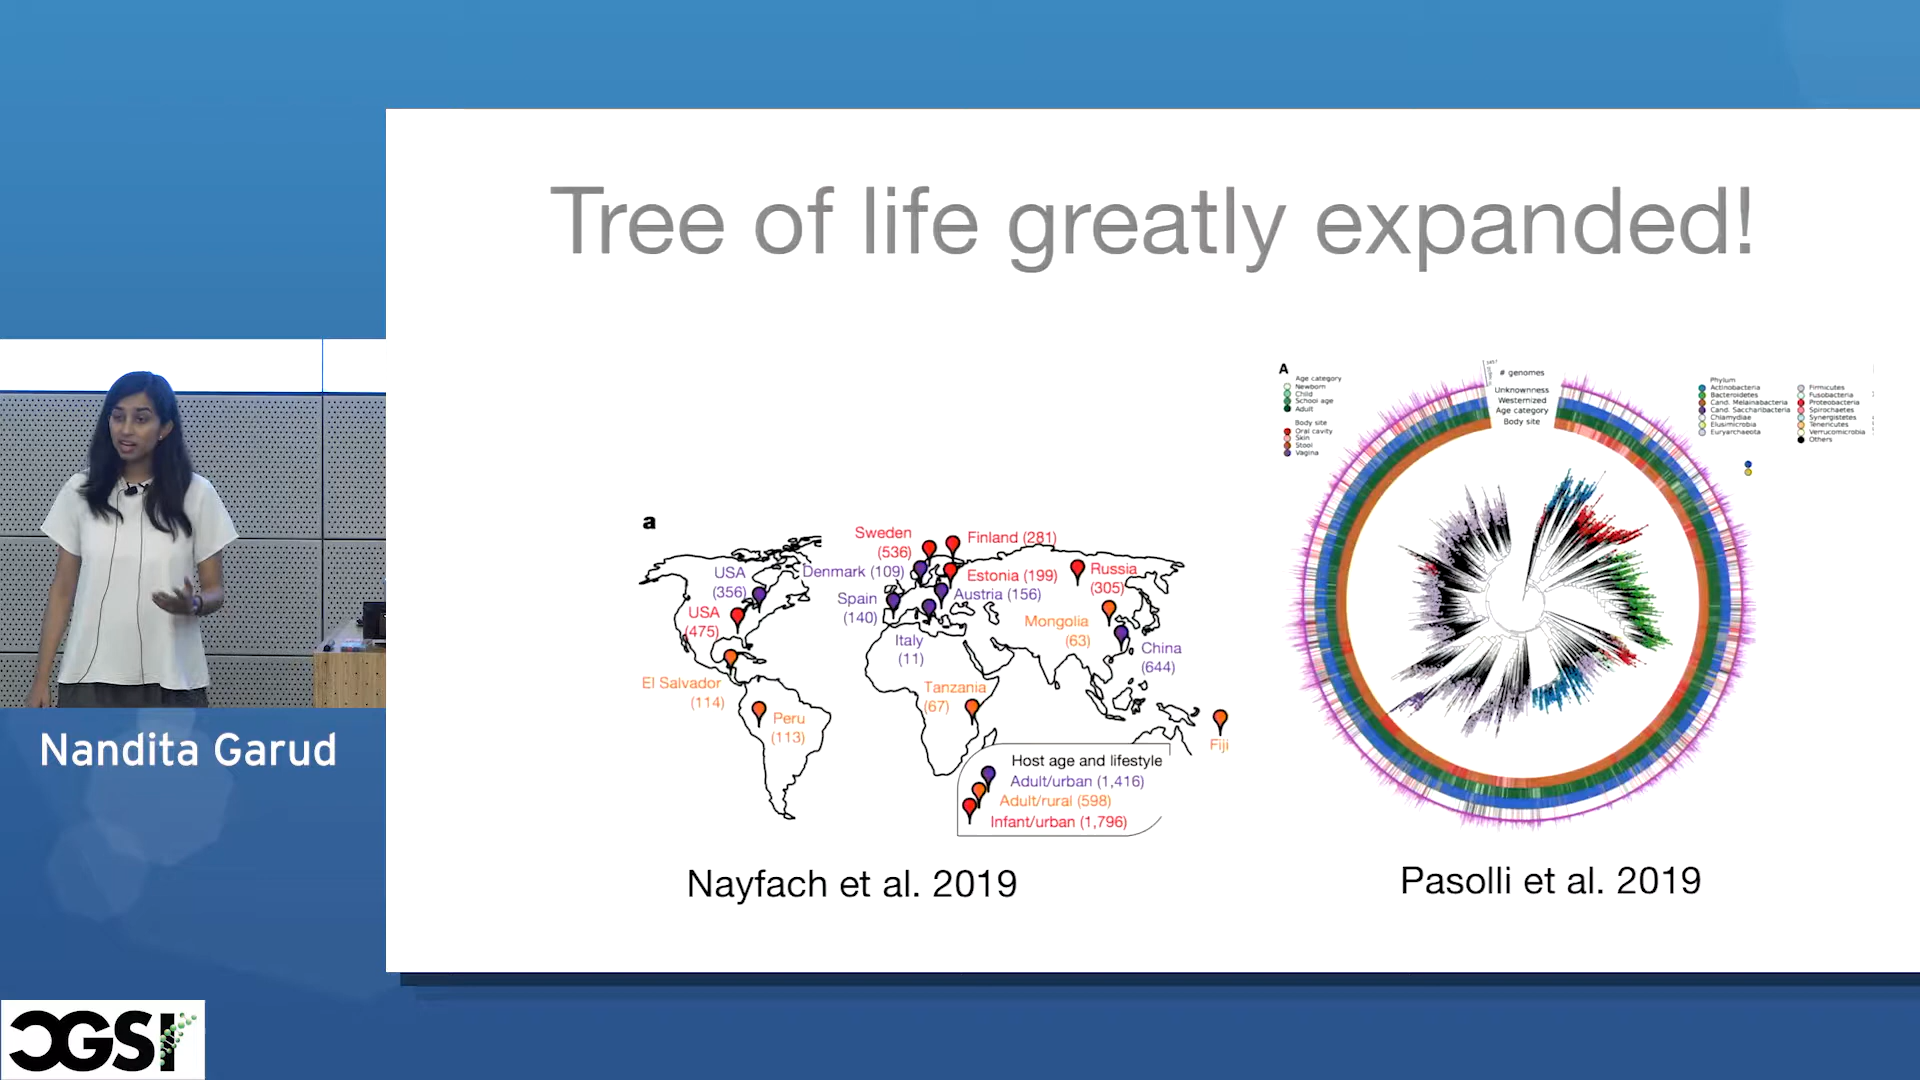 Tree of life greatly expanded!
a
Sweden
(536)
Finland (281)
USA
(356)
Denmark (109)
Estonia (199)
Russia
(305)
Spain
(140)
Austria (156)
USA
(475)
Mongolia
(63)
Italy
(11)
China
(644)
El Salvador
(114)
Tanzania
(67)
Peru
(113)
Fiji
Host age and lifestyle
Adult/urban (1,416)
Adult/rural (598)
Infant/urban (1,796)
Nayfach et al. 2019
A
Age category
Newborn
Child
School age
Adult
Body site
Oral cavity
Skin
Stool
Vagina
# genomes
Unknownness
Westernized
Age category
Body site
Phylum
Actinobacteria
Bacteroidetes
Cand. Melainabacteria
Cand. Saccharibacteria
Chlamydiae
Elusimicrobia
Euryarchaeota
Firmicutes
Fusobacteria
Proteobacteria
Spirochaetes
Synergistetes
Tenericutes
Verrucomicrobia
Others
Pasolli et al. 2019
Nandita Garud
CGSI